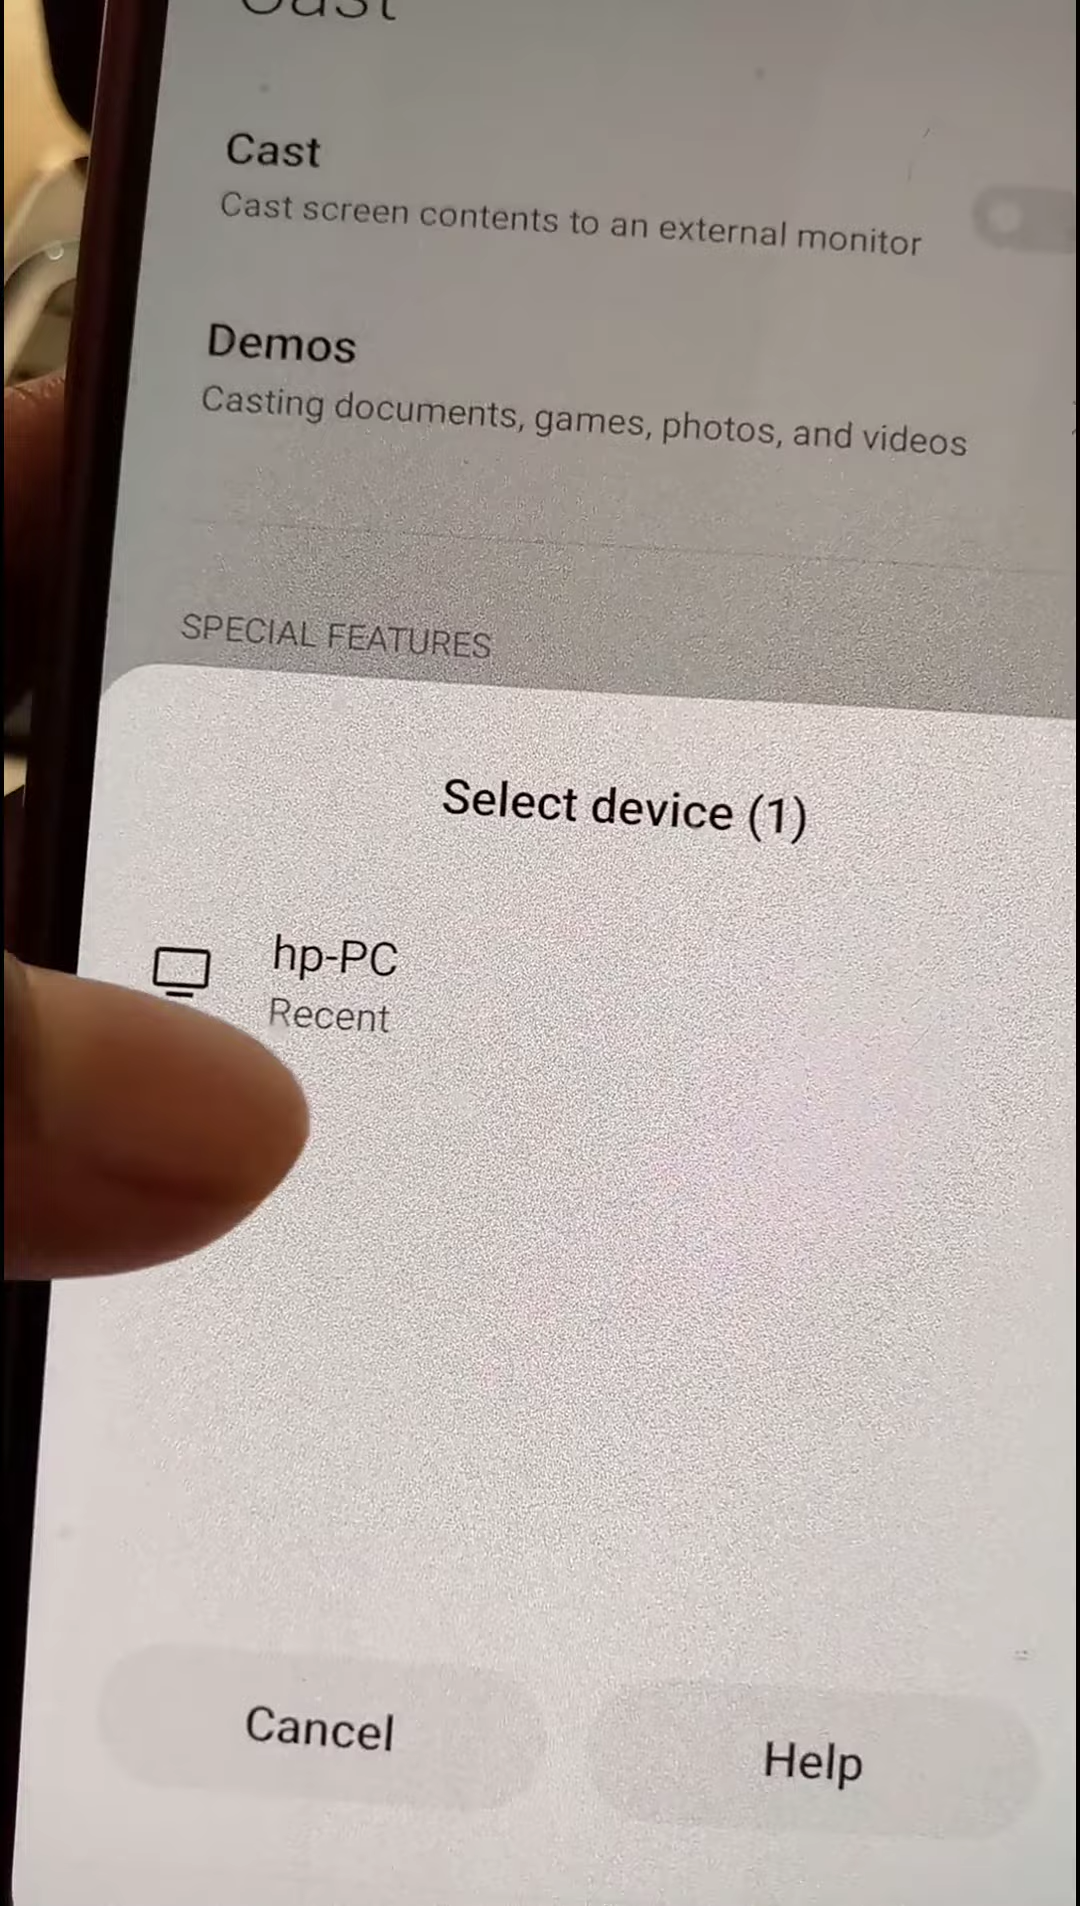 Cast
Cast
Cast screen contents to an external monitor
Demos
Casting documents, games, photos, and videos
SPECIAL FEATURES
Select device (1)
hp-PC
Recent
Cancel
Help